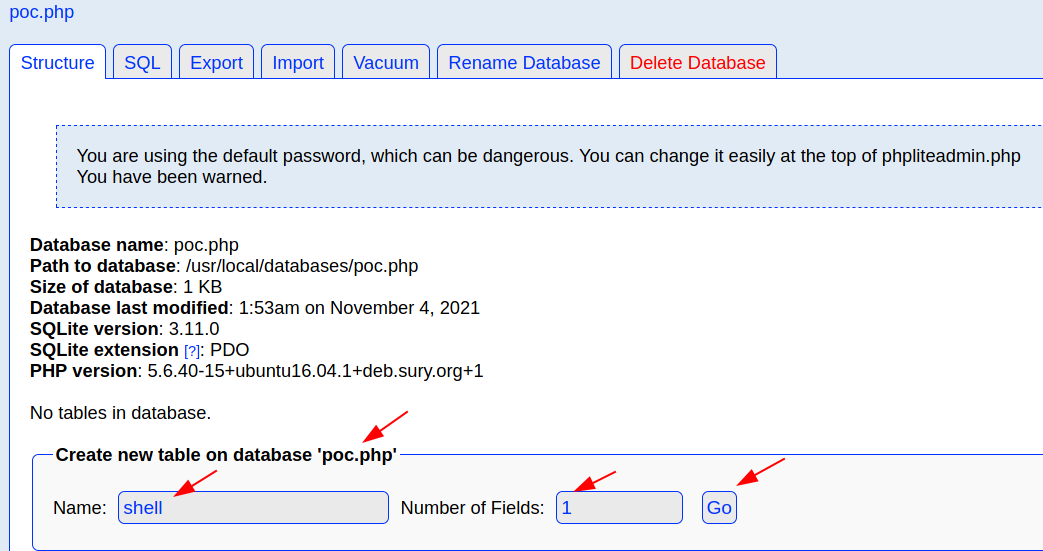 poc.php
Structure SQL Export Import Vacuum Rename Database Delete Database
You are using the default password, which can be dangerous. You can change it easily at the top of phpliteadmin.php
You have been warned.
Database name: poc.php
Path to database: /usr/local/databases/poc.php
Size of database: 1 KB
Database last modified: 1:53am on November 4, 2021
SQLite version: 3.11.0
SQLite extension [?]: PDO
PHP version: 5.6.40-15+ubuntu16.04.1+deb.sury.org+1
No tables in database.
Create new table on database 'poc.php'
Name: shell Number of Fields: 1 Go